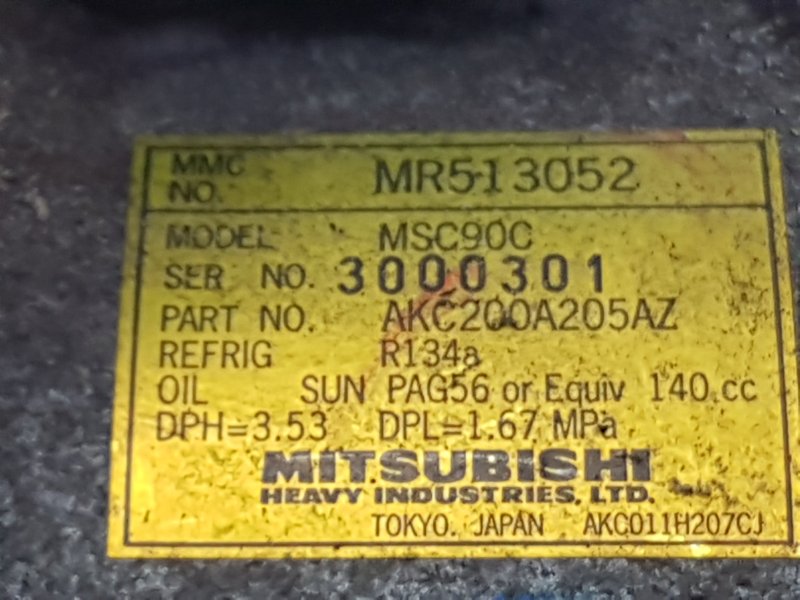 MMC NO. MR513052
MODEL MSC90C
SER NO. 3000301
PART NO. AKC200A205AZ
REFRIG R134a
OIL SUN PAG56 or Equiv 140 cc
DPH=3.53 DPL=1.67 MPa
MITSUBISHI
HEAVY INDUSTRIES, LTD.
TOKYO. JAPAN AKC011H207CJ